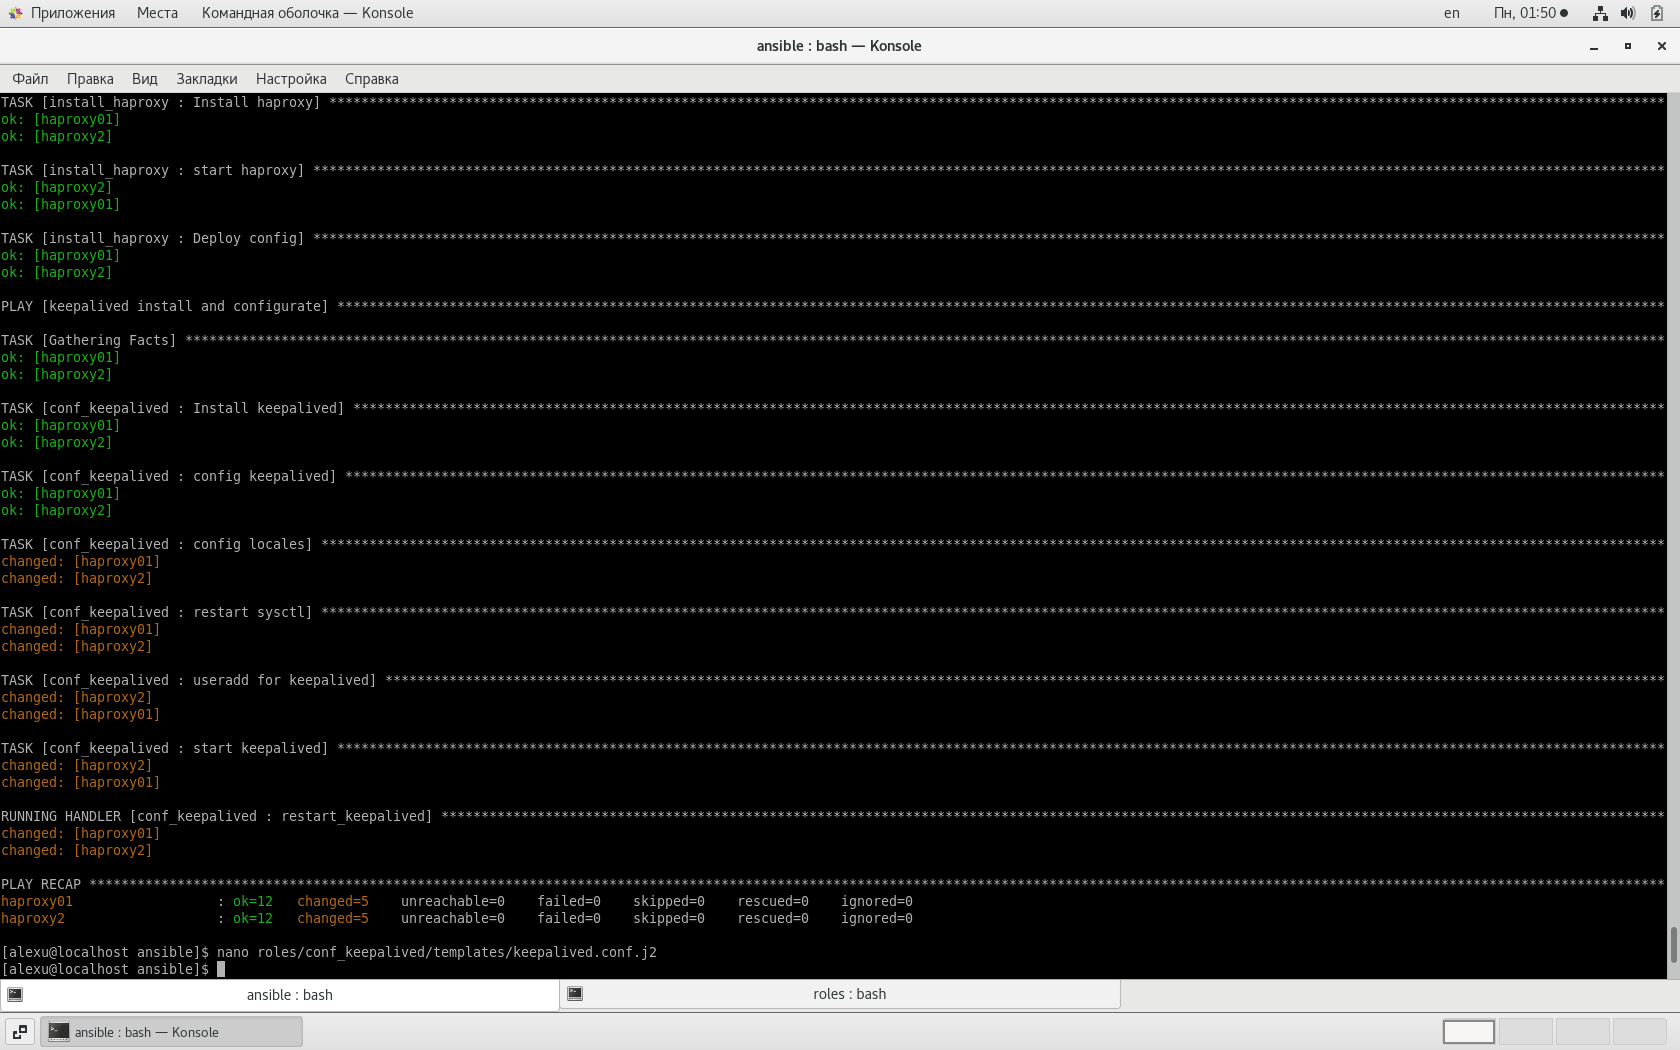 Приложения Места Командная оболочка — Konsole en Пн, 01:50
ansible : bash — Konsole
Файл Правка Вид Закладки Настройка Справка
TASK [install_haproxy : Install haproxy] ***
ok: [haproxy01]
ok: [haproxy2]
TASK [install_haproxy : start haproxy] ***
ok: [haproxy2]
ok: [haproxy01]
TASK [install_haproxy : Deploy config] ***
ok: [haproxy01]
ok: [haproxy2]
PLAY [keepalived install and configurate] ***
TASK [Gathering Facts] ***
ok: [haproxy01]
ok: [haproxy2]
TASK [conf_keepalived : Install keepalived] ***
ok: [haproxy01]
ok: [haproxy2]
TASK [conf_keepalived : config keepalived] ***
ok: [haproxy01]
ok: [haproxy2]
TASK [conf_keepalived : config locales] ***
changed: [haproxy01]
changed: [haproxy2]
TASK [conf_keepalived : restart sysctl] ***
changed: [haproxy01]
changed: [haproxy2]
TASK [conf_keepalived : useradd for keepalived] ***
changed: [haproxy2]
changed: [haproxy01]
TASK [conf_keepalived : start keepalived] ***
changed: [haproxy2]
changed: [haproxy01]
RUNNING HANDLER [conf_keepalived : restart_keepalived] ***
changed: [haproxy01]
changed: [haproxy2]
PLAY RECAP ***
haproxy01 : ok=12 changed=5 unreachable=0 failed=0 skipped=0 rescued=0 ignored=0
haproxy2 : ok=12 changed=5 unreachable=0 failed=0 skipped=0 rescued=0 ignored=0
[alexu@localhost ansible]$ nano roles/conf_keepalived/templates/keepalived.conf.j2
[alexu@localhost ansible]$
ansible : bash roles : bash
ansible : bash — Konsole